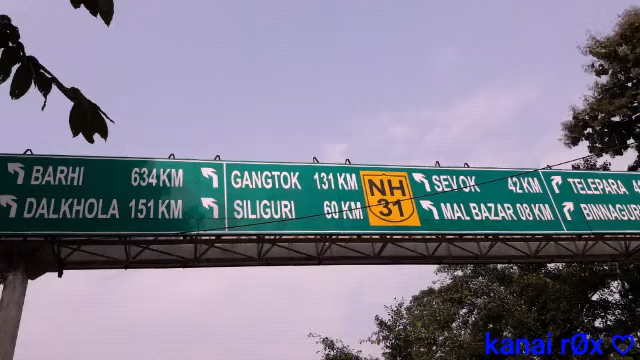 BARHI 634 KM
DALKHOLA 151 KM
GANGTOK 131 KM
SILIGURI 60 KM
NH
31
SEVOK 42 KM
MAL BAZAR 08 KM
TELEPARA
BINNAGU
kanai rØx ♡